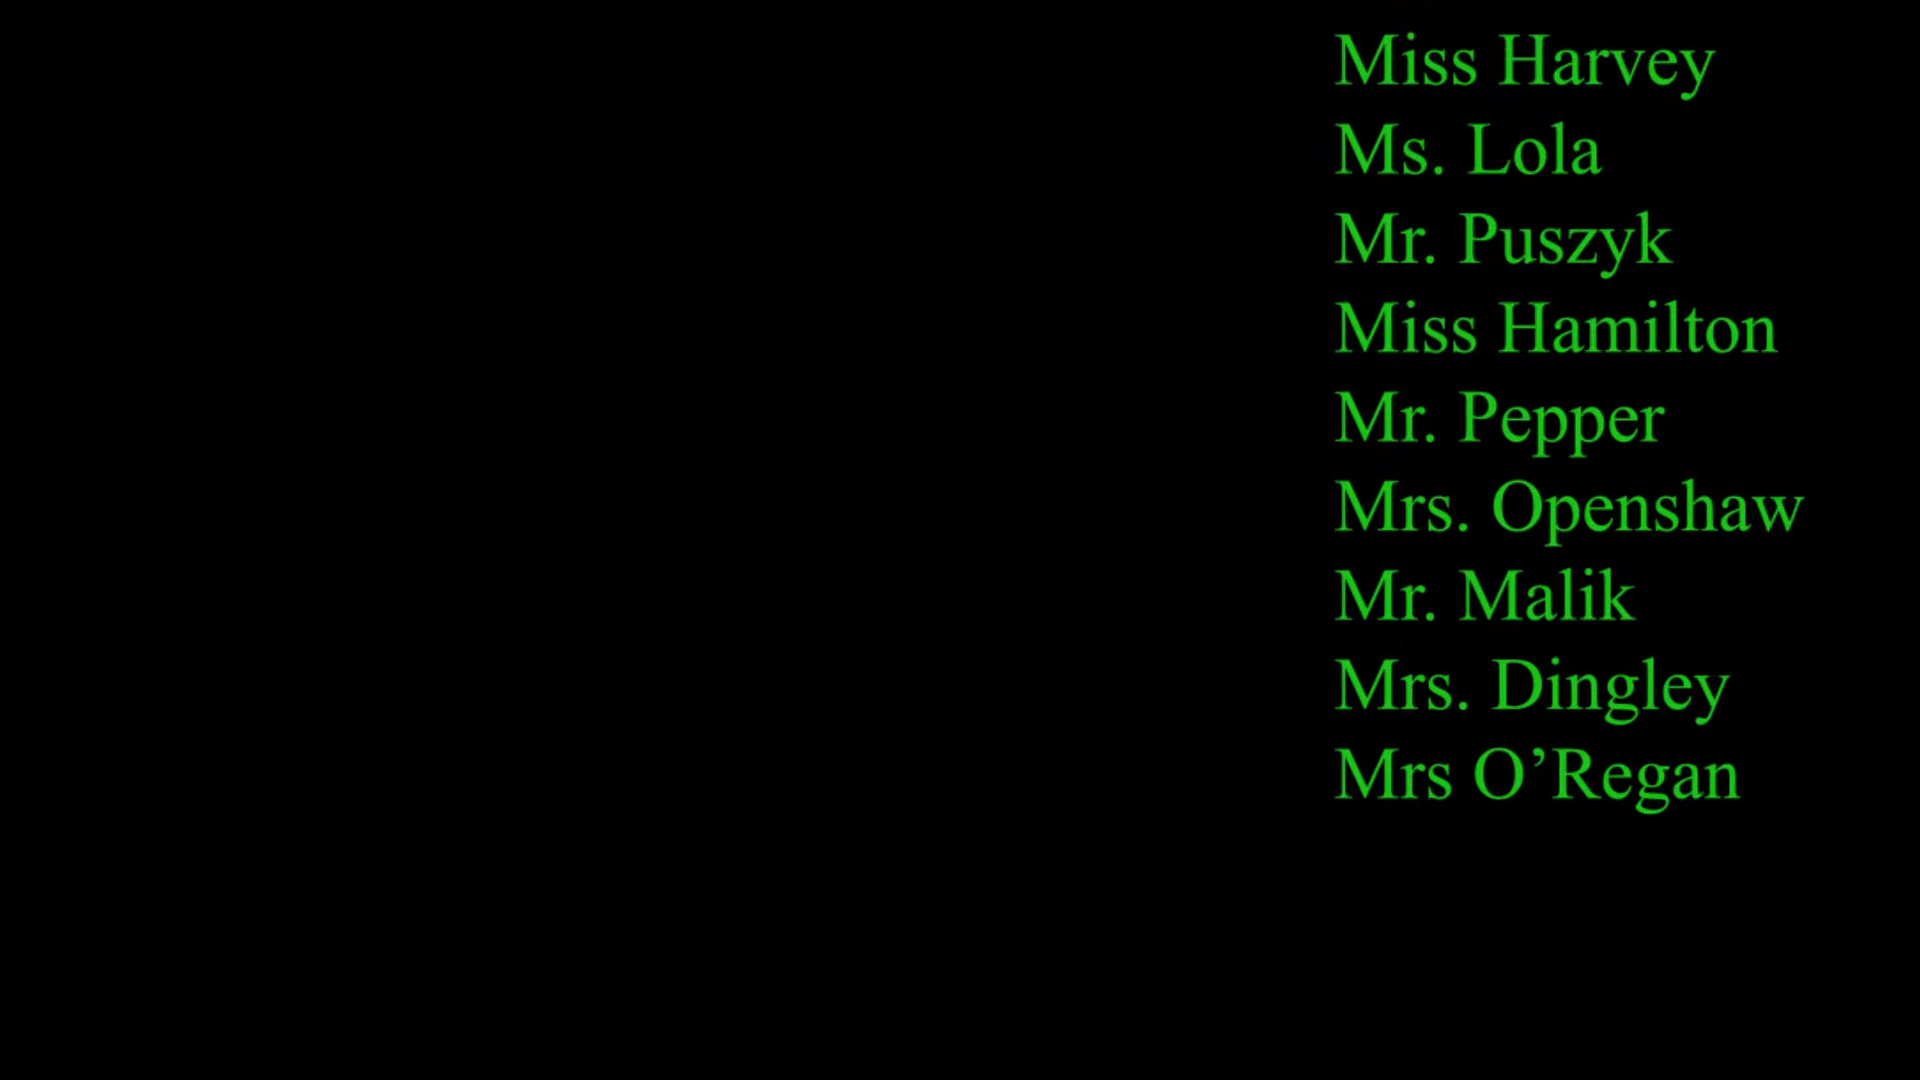 Miss Harvey
Ms. Lola
Mr. Puszyk
Miss Hamilton
Mr. Pepper
Mrs. Openshaw
Mr. Malik
Mrs. Dingley
Mrs O’Regan